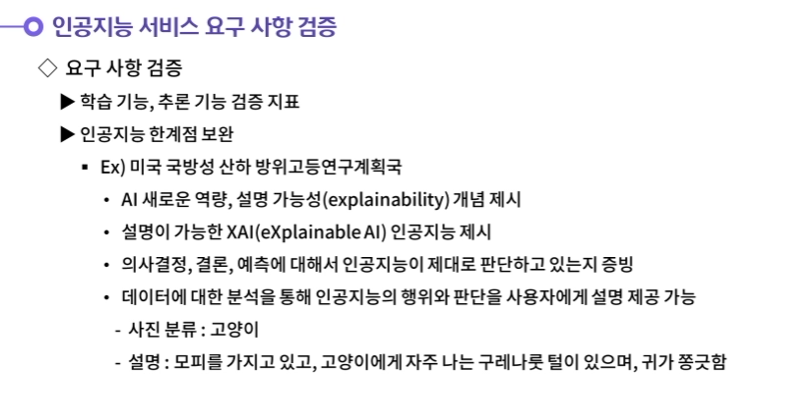 인공지능 서비스 요구 사항 검증
◇ 요구 사항 검증
▶ 학습 기능, 추론 기능 검증 지표
▶ 인공지능 한계점 보완
▪ Ex) 미국 국방성 산하 방위고등연구계획국
• AI 새로운 역량, 설명 가능성(explainability) 개념 제시
• 설명이 가능한 XAI(eXplainable AI) 인공지능 제시
• 의사결정, 결론, 예측에 대해서 인공지능이 제대로 판단하고 있는지 증빙
• 데이터에 대한 분석을 통해 인공지능의 행위와 판단을 사용자에게 설명 제공 가능
- 사진 분류 : 고양이
- 설명 : 모피를 가지고 있고, 고양이에게 자주 나는 구레나룻 털이 있으며, 귀가 쫑긋함